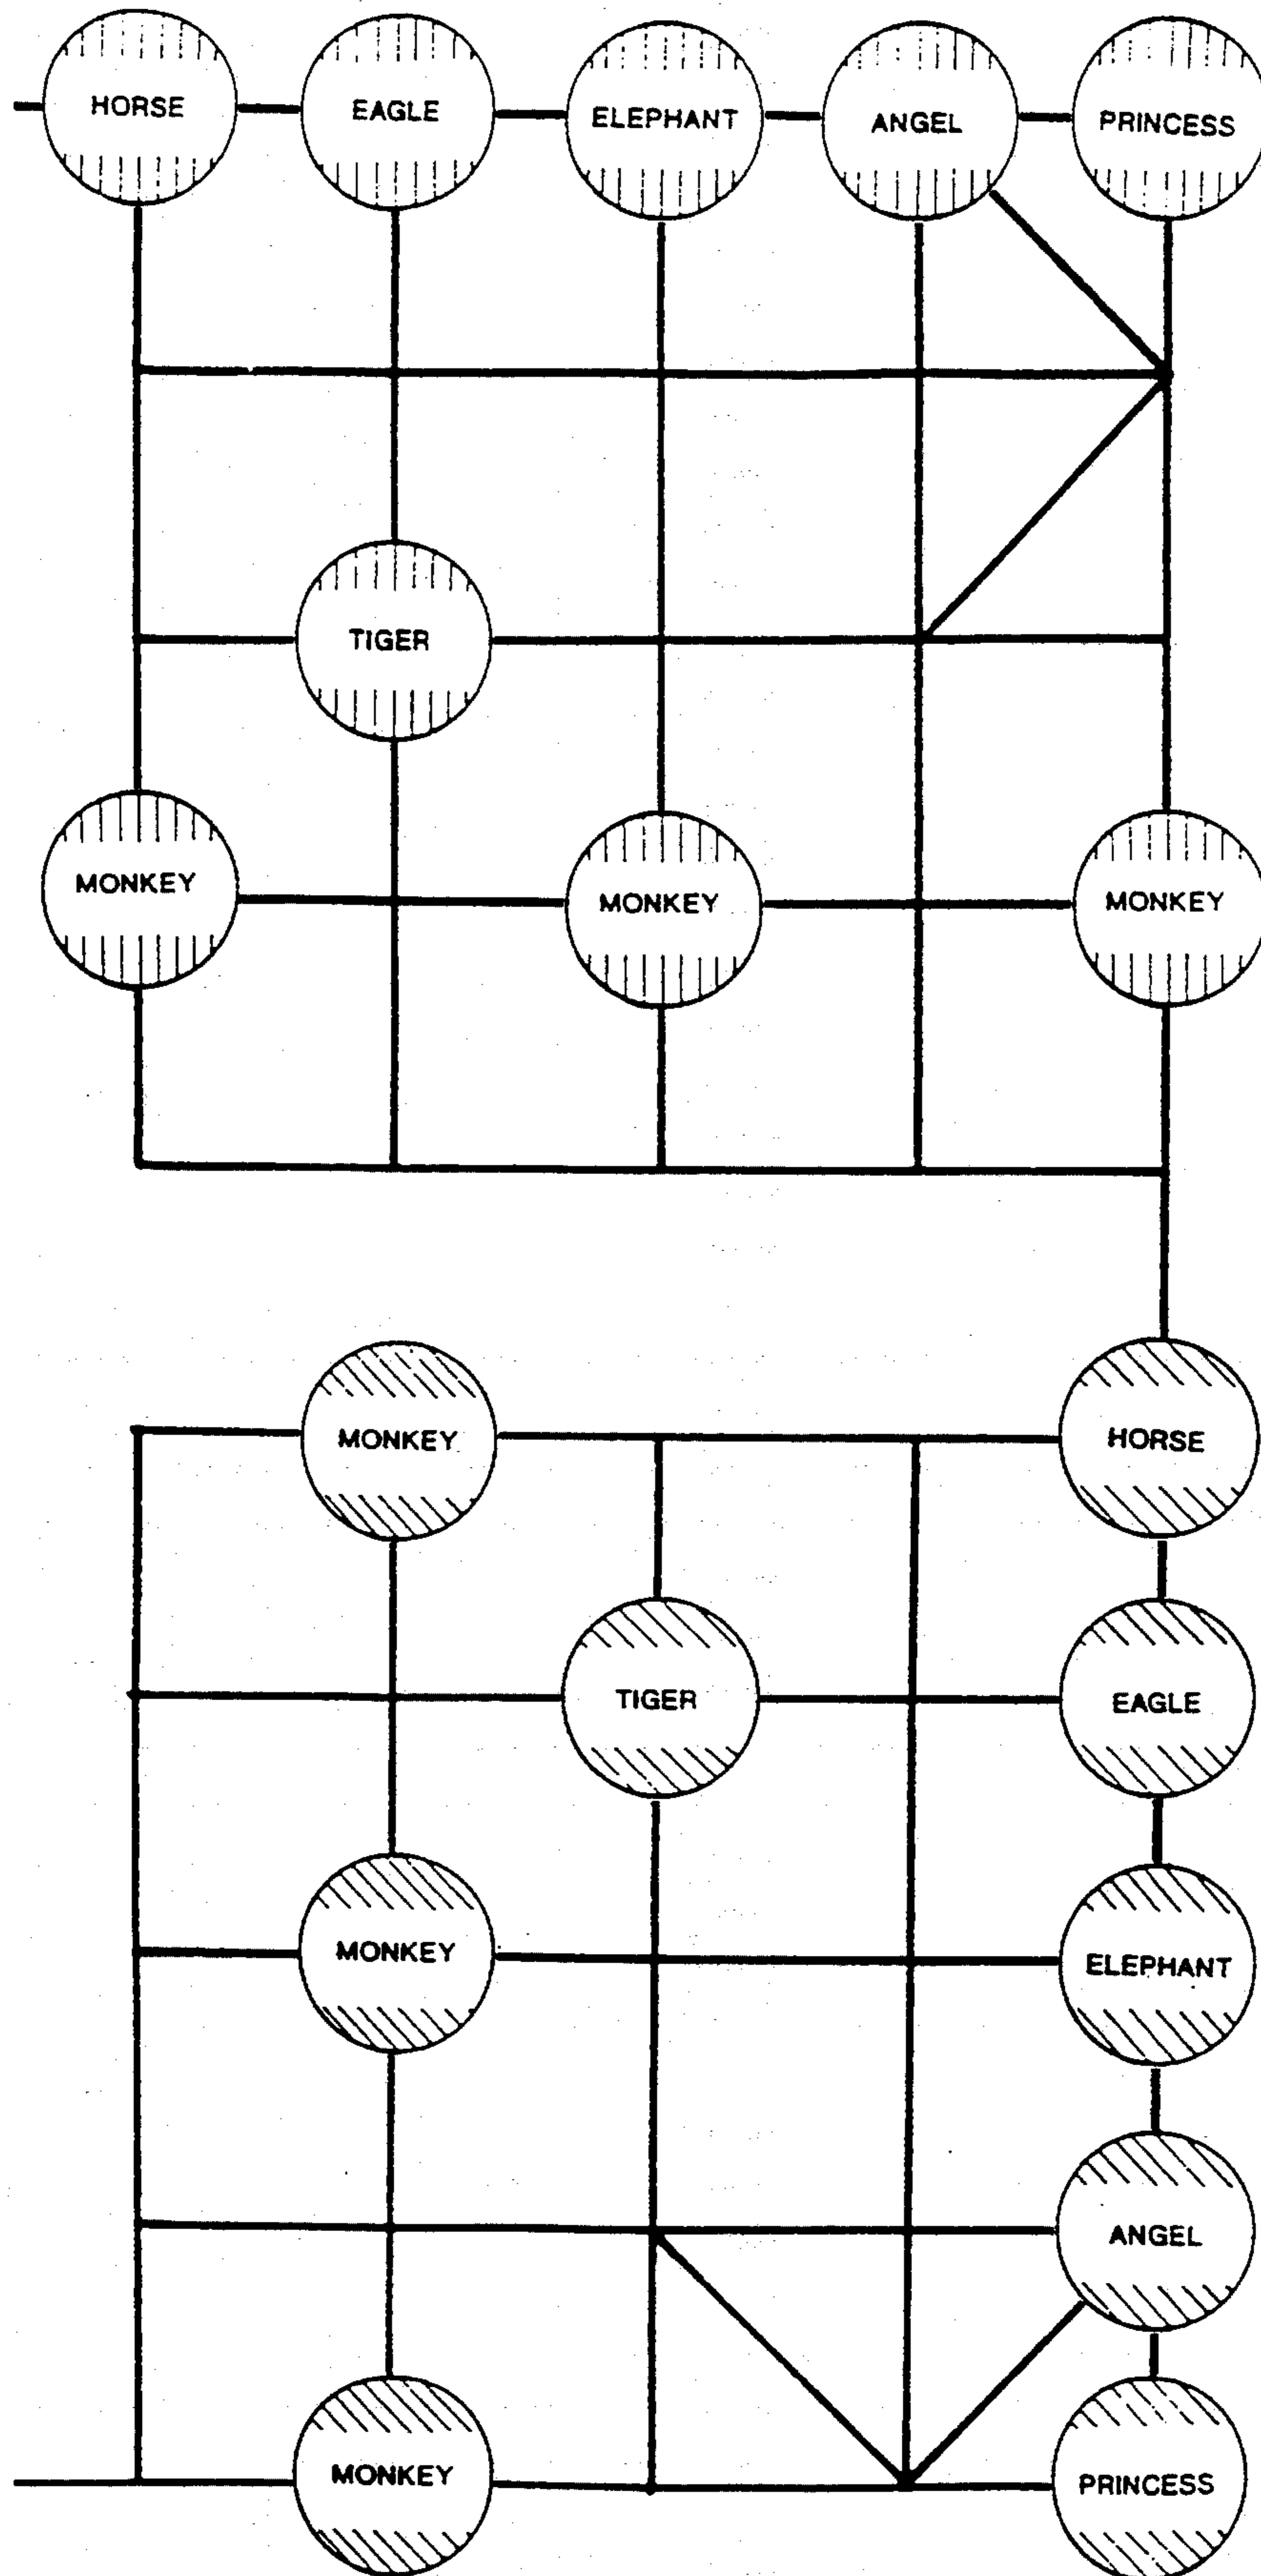 HORSE EAGLE ELEPHANT ANGEL PRINCESS
TIGER
MONKEY MONKEY MONKEY
MONKEY HORSE
TIGER EAGLE
MONKEY ELEPHANT
ANGEL
MONKEY PRINCESS